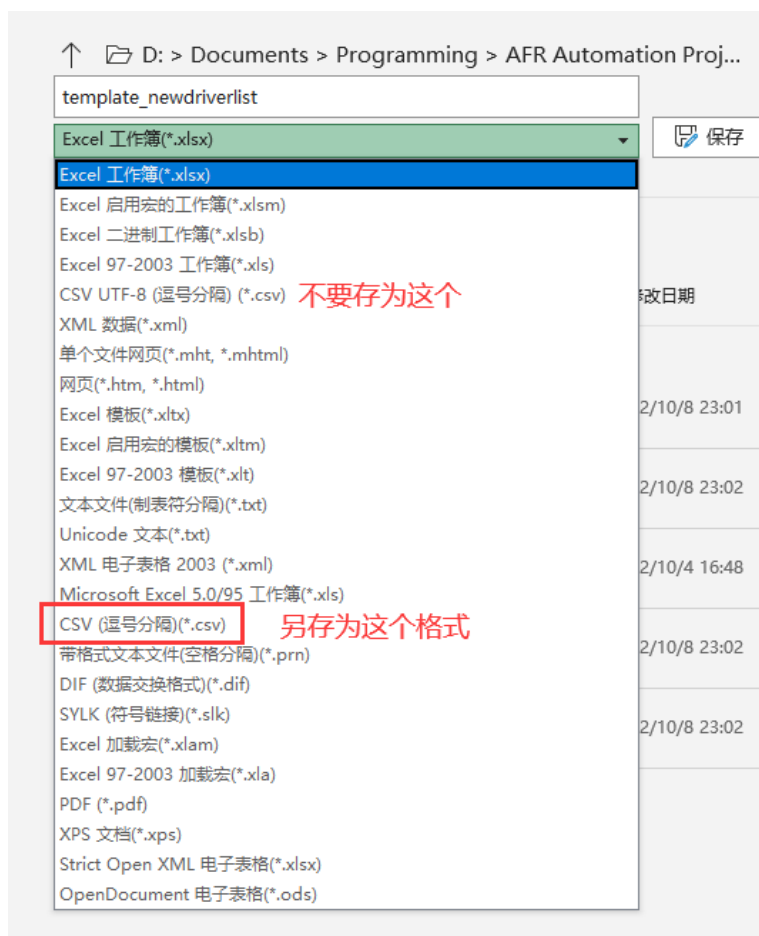 D: > Documents > Programming > AFR Automation Proj...
template_newdriverlist
Excel 工作簿(*.xlsx)
保存
Excel 工作簿(*.xlsx)
Excel 启用宏的工作簿(*.xlsm)
Excel 二进制工作簿(*.xlsb)
Excel 97-2003 工作簿(*.xls)
CSV UTF-8 (逗号分隔) (*.csv) 不要存为这个
改日期
XML 数据(*.xml)
单个文件网页(*.mht, *.mhtml)
网页(*.htm, *.html)
Excel 模板(*.xltx)
2/10/8 23:01
Excel 启用宏的模板(*.xltm)
Excel 97-2003 模板(*.xlt)
2/10/8 23:02
文本文件(制表符分隔)(*.txt)
Unicode 文本(*.txt)
XML 电子表格 2003 (*.xml)
2/10/4 16:48
Microsoft Excel 5.0/95 工作簿(*.xls)
CSV (逗号分隔)(*.csv) 另存为这个格式
带格式文本文件(空格分隔)(*.prn)
2/10/8 23:02
DIF (数据交换格式)(*.dif)
SYLK (符号链接)(*.slk)
2/10/8 23:02
Excel 加载宏(*.xlam)
Excel 97-2003 加载宏(*.xla)
PDF (*.pdf)
XPS 文档(*.xps)
Strict Open XML 电子表格(*.xlsx)
OpenDocument 电子表格(*.ods)